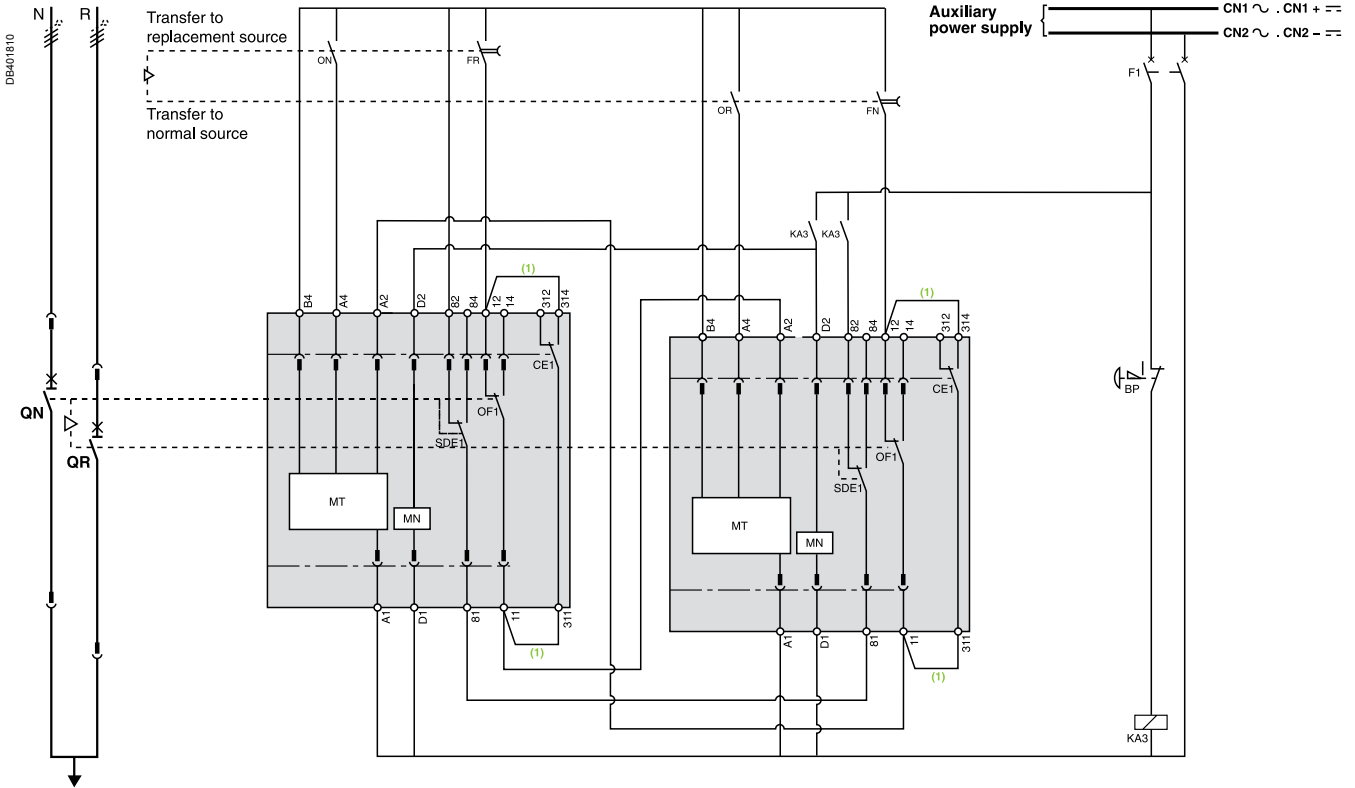 N
R
DB401810
Transfer to
replacement source
ON
FR
Transfer to
normal source
OR
FN
Auxiliary
power supply
CN1 ∿ . CN1 + ⎓
CN2 ∿ . CN2 – ⎓
F1
KA3
KA3
(1)
B4
A4
A2
D2
82
84
12
14
312
314
CE1
OF1
SDE1
MT
MN
A1
D1
81
11
311
(1)
(1)
B4
A4
A2
D2
82
84
12
14
312
314
CE1
OF1
SDE1
MT
MN
A1
D1
81
11
311
(1)
QN
QR
BP
KA3